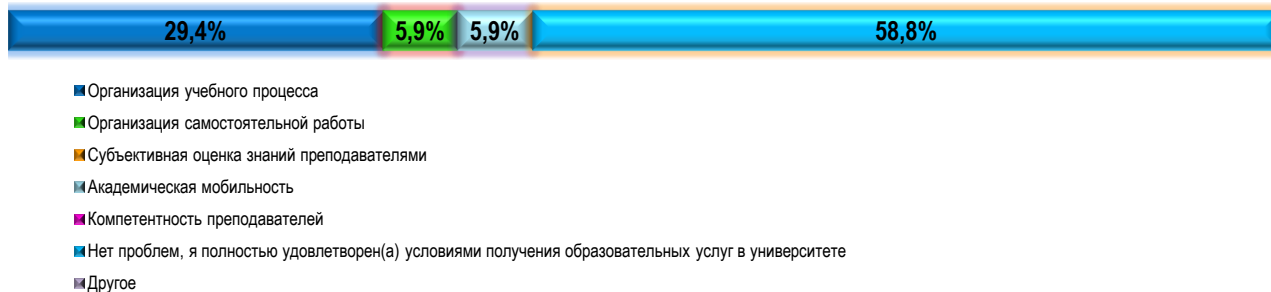 29,4% 5,9% 5,9% 58,8%
Организация учебного процесса
Организация самостоятельной работы
Субъективная оценка знаний преподавателями
Академическая мобильность
Компетентность преподавателей
Нет проблем, я полностью удовлетворен(а) условиями получения образовательных услуг в университете
Другое